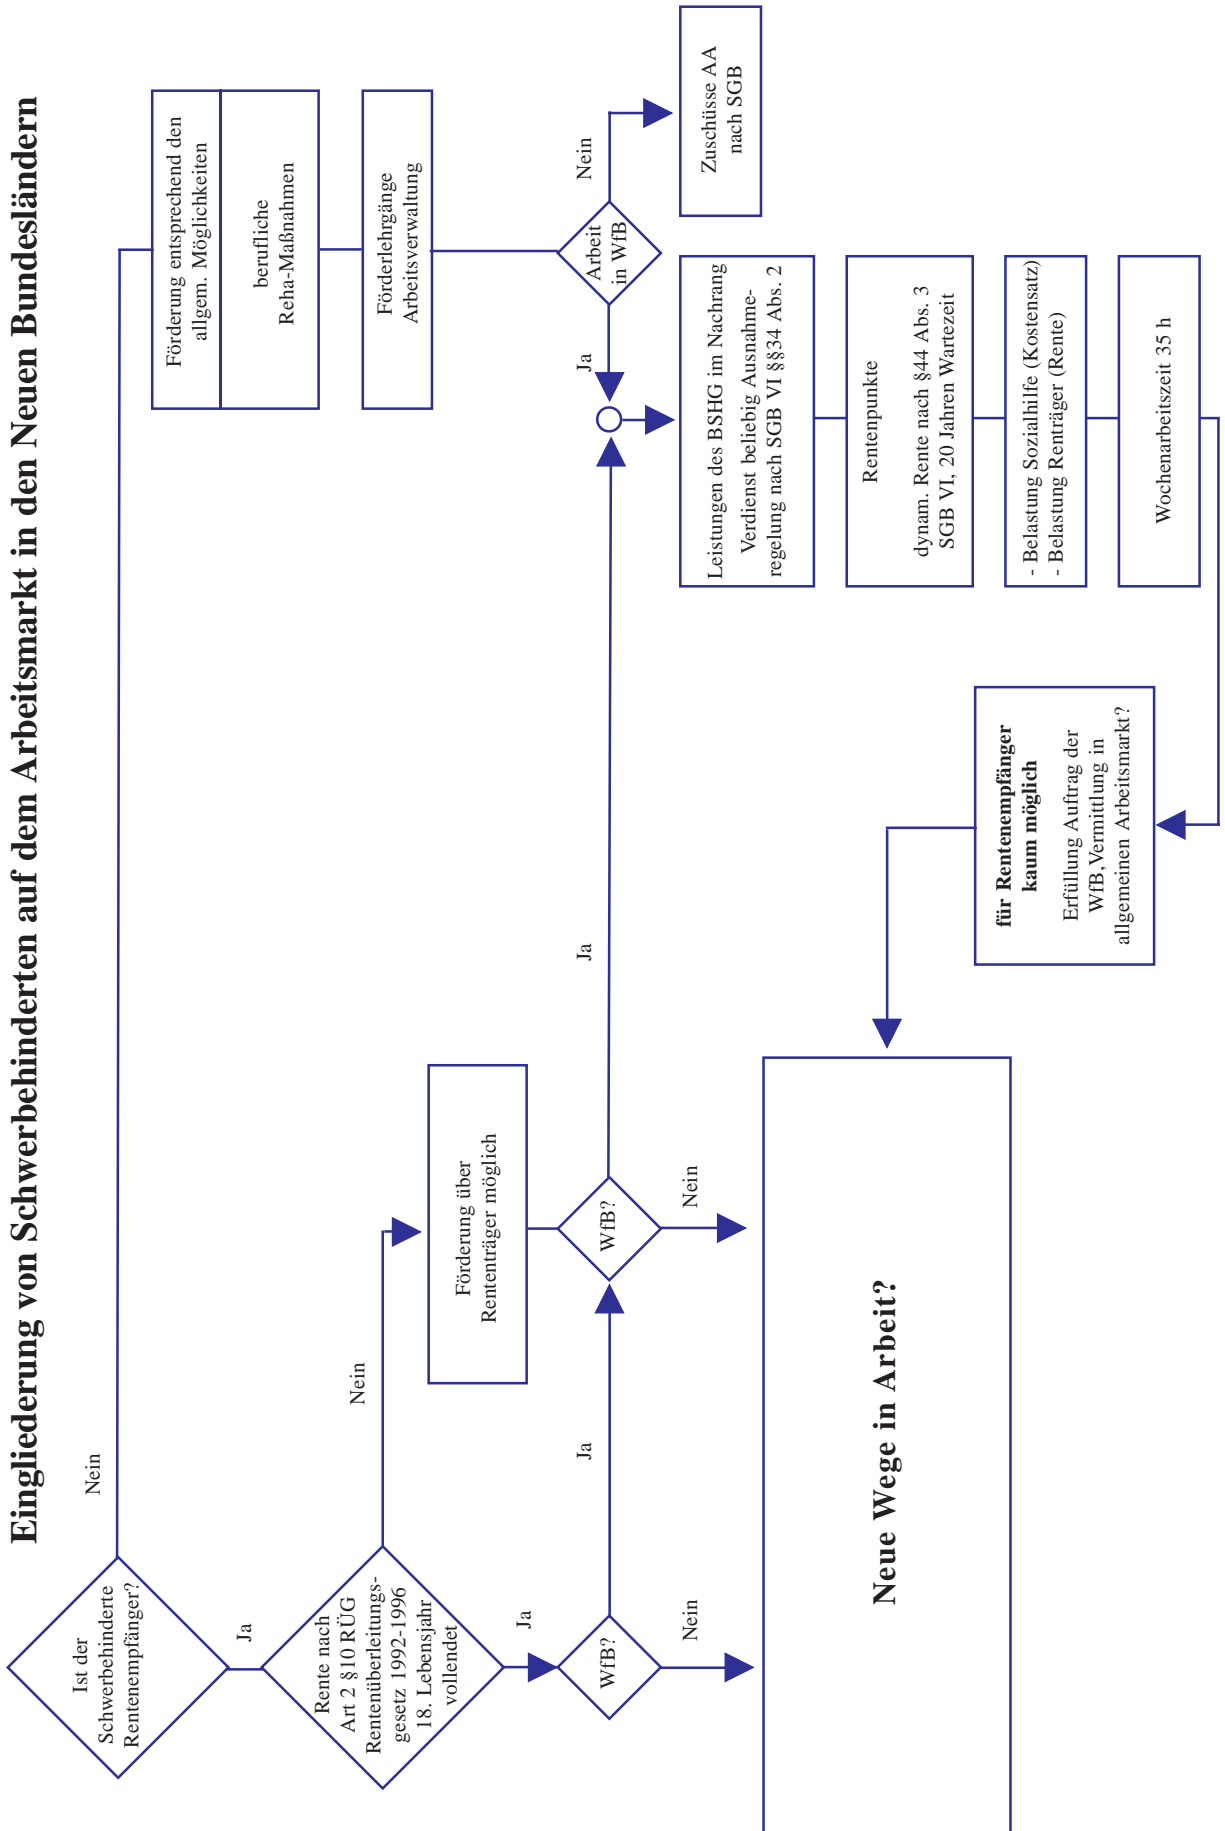 Eingliederung von Schwerbehinderten auf dem Arbeitsmarkt in den Neuen Bundesländern
Ist der
Schwerbehinderte
Rentenempfänger?
Nein
Förderung entsprechend den
allgem. Möglichkeiten
berufliche
Reha-Maßnahmen
Förderlehrgänge
Arbeitsverwaltung
Ja
Rente nach
Art 2 §10 RÜG
Rentenüberleitungs-
gesetz 1992-1996
18. Lebensjahr
vollendet
Nein
Förderung über
Rententräger möglich
Ja
WfB?
Ja
WfB?
Ja
Ja
Arbeit
in WfB
Nein
Zuschüsse AA
nach SGB
Nein
Nein
Leistungen des BSHG im Nachrang
Verdienst beliebig Ausnahme-
regelung nach SGB VI §§34 Abs. 2
Rentenpunkte
dynam. Rente nach §44 Abs. 3
SGB VI, 20 Jahren Wartezeit
- Belastung Sozialhilfe (Kostensatz)
- Belastung Renträger (Rente)
Wochenarbeitszeit 35 h
für Rentenempfänger
kaum möglich
Erfüllung Auftrag der
WfB,Vermittlung in
allgemeinen Arbeitsmarkt?
Neue Wege in Arbeit?